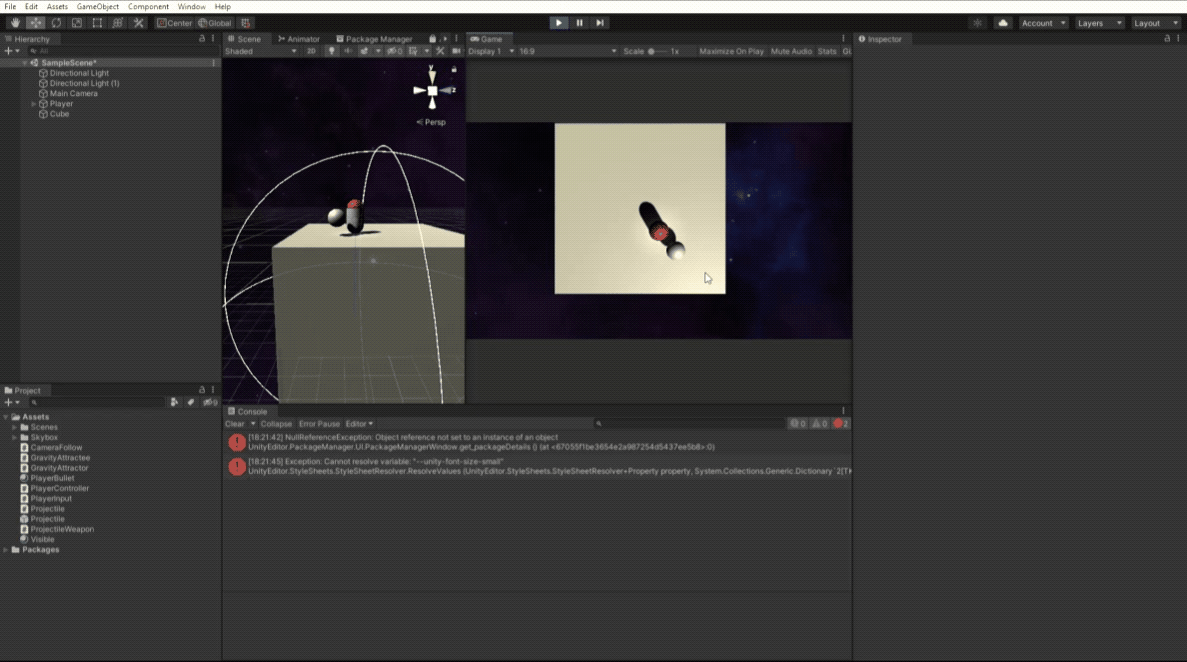 File Edit Assets GameObject Component Window Help
Center Global Account Layers Layout
Hierarchy
All
SampleScene*
Directional Light
Directional Light (1)
Main Camera
Player
Cube
Scene Animator Package Manager
Shaded 2D 0
y
z
Persp
Game
Display 1 16:9 Scale 1x Maximize On Play Mute Audio Stats Gi
Inspector
Project
9
Assets
Scenes
Skybox
CameraFollow
GravityAttractee
GravityAttractor
PlayerBullet
PlayerController
PlayerInput
Projectile
Projectile
ProjectileWeapon
Visible
Packages
Console
Clear Collapse Error Pause Editor 0 0 2
[18:21:42] NullReferenceException: Object reference not set to an instance of an object
UnityEditor.PackageManager.UI.PackageManagerWindow.get_packageDetails () (at <67055f1be3654e2a987254d5437ee5b8>:0)
[18:21:45] Exception: Cannot resolve variable: "--unity-font-size-small"
UnityEditor.StyleSheets.StyleSheetResolver.ResolveValues (UnityEditor.StyleSheets.StyleSheetResolver+Property property, System.Collections.Generic.Dictionary`2[TK